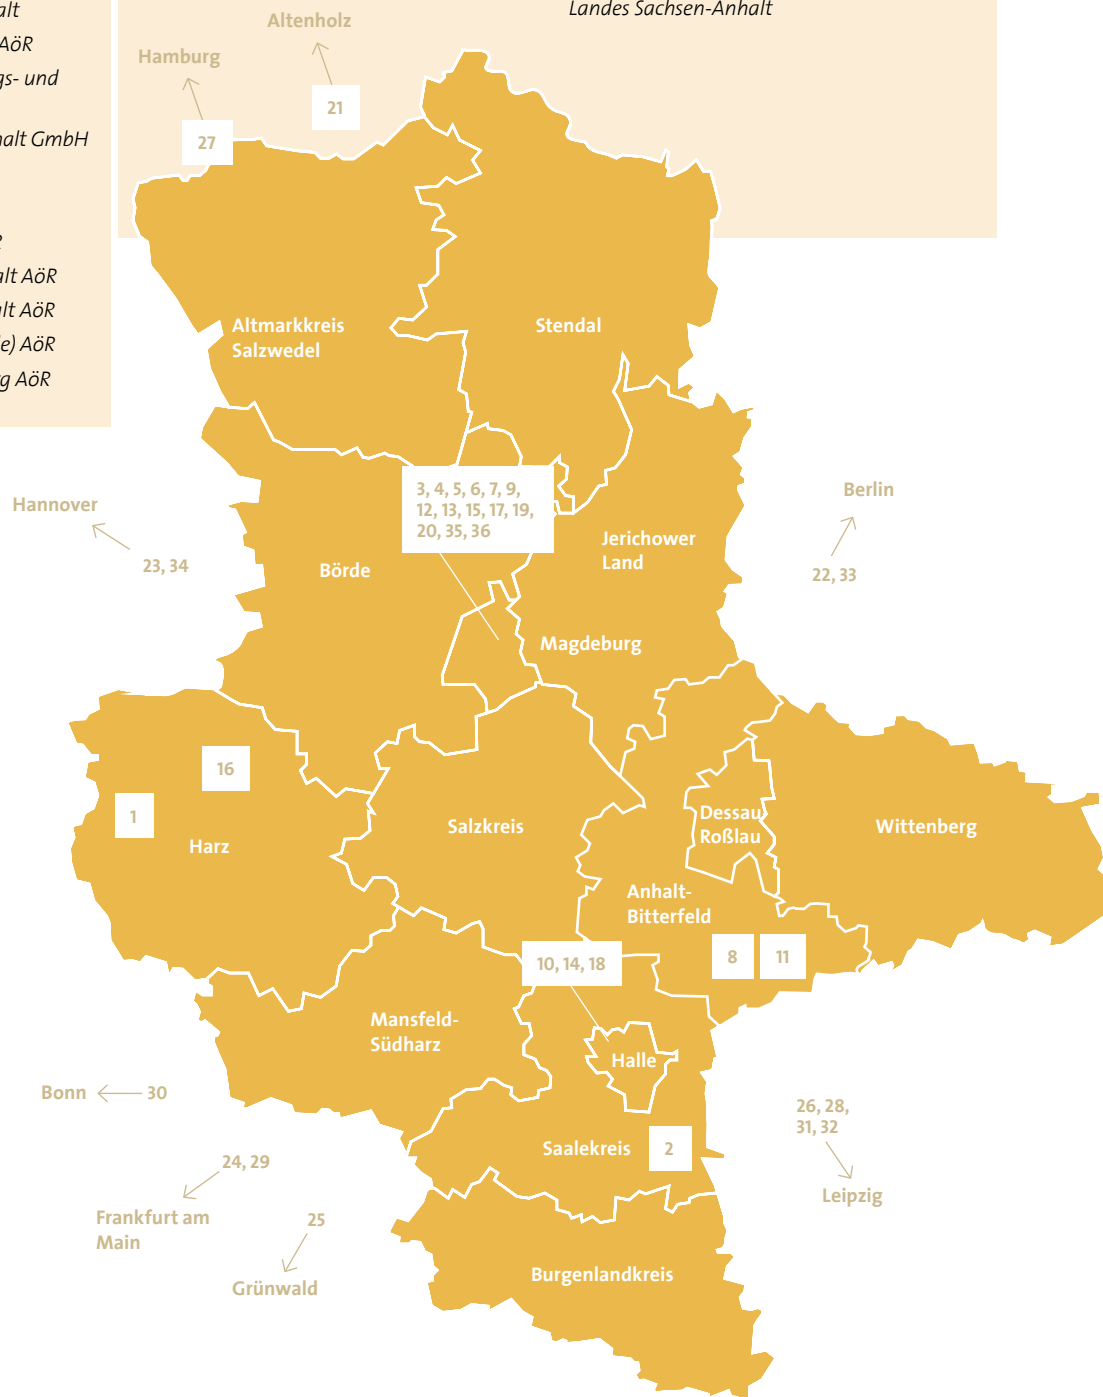 alt
AöR
gs- und
halt GmbH
alt AöR
lt AöR
e) AöR
g AöR
Landes Sachsen-Anhalt
Altenholz
Hamburg
21
27
Altmarkkreis
Salzwedel
Stendal
Hannover
23, 34
3, 4, 5, 6, 7, 9,
12, 13, 15, 17, 19,
20, 35, 36
Berlin
22, 33
Jerichower
Land
Börde
Magdeburg
16
1
Harz
Salzkreis
Dessau
Roßlau
Wittenberg
Anhalt-
Bitterfeld
8
11
10, 14, 18
Mansfeld-
Südharz
Halle
Bonn
30
26, 28,
31, 32
Leipzig
Saalekreis
2
24, 29
Frankfurt am
Main
25
Grünwald
Burgenlandkreis